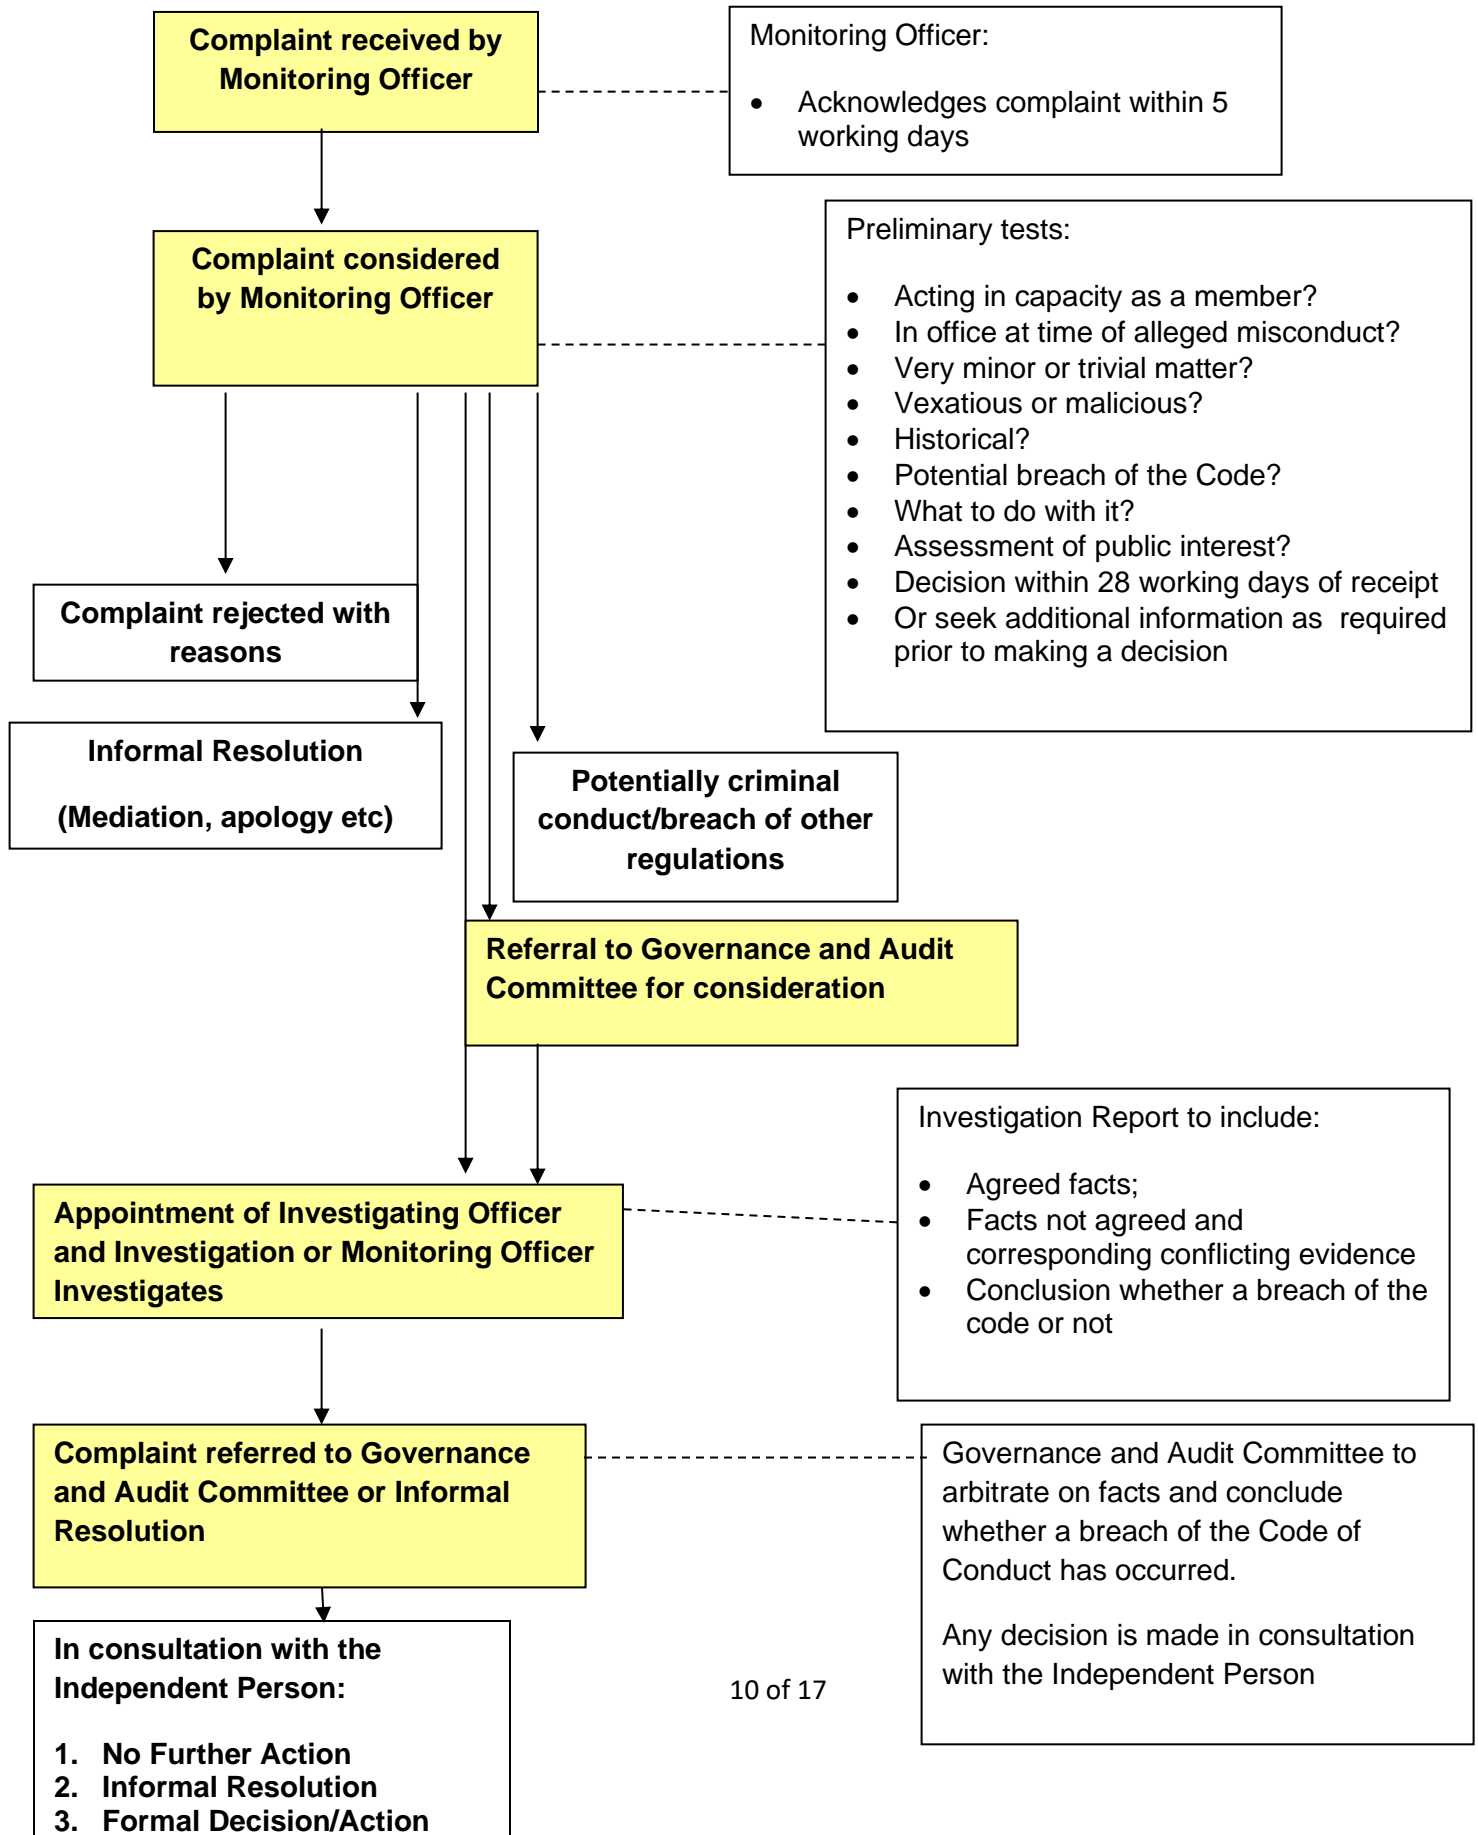 Complaint received by
Monitoring Officer
Monitoring Officer:
• Acknowledges complaint within 5
working days
Complaint considered
by Monitoring Officer
Preliminary tests:
• Acting in capacity as a member?
• In office at time of alleged misconduct?
• Very minor or trivial matter?
• Vexatious or malicious?
• Historical?
• Potential breach of the Code?
• What to do with it?
• Assessment of public interest?
• Decision within 28 working days of receipt
• Or seek additional information as required
prior to making a decision
Complaint rejected with
reasons
Informal Resolution
(Mediation, apology etc)
Potentially criminal
conduct/breach of other
regulations
Referral to Governance and Audit
Committee for consideration
Appointment of Investigating Officer
and Investigation or Monitoring Officer
Investigates
Investigation Report to include:
• Agreed facts;
• Facts not agreed and
corresponding conflicting evidence
• Conclusion whether a breach of the
code or not
Complaint referred to Governance
and Audit Committee or Informal
Resolution
Governance and Audit Committee to
arbitrate on facts and conclude
whether a breach of the Code of
Conduct has occurred.
Any decision is made in consultation
with the Independent Person
In consultation with the
Independent Person:
1. No Further Action
2. Informal Resolution
3. Formal Decision/Action
10 of 17